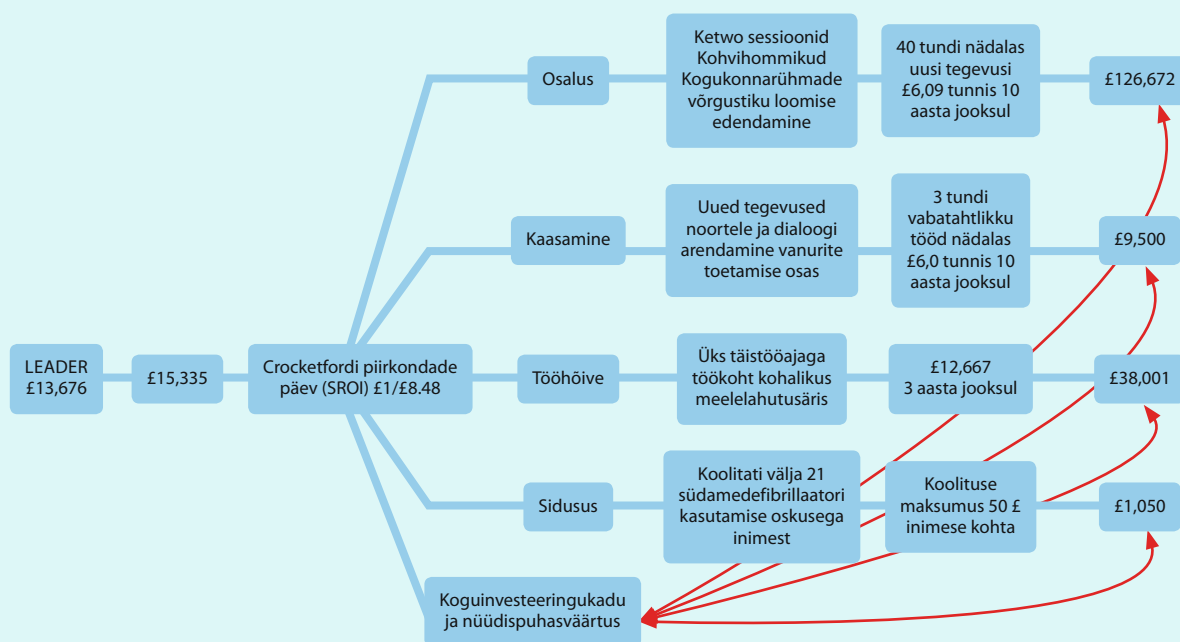 LEADER
£13,676
£15,335
Crocketfordi piirkondade
päev (SROI) £1/£8.48
Osalus
Ketwo sessioonid
Kohvihommikud
Kogukonnarühmade
võrgustiku loomise
edendamine
40 tundi nädalas
uusi tegevusi
£6,09 tunnis 10
aasta jooksul
£126,672
Kaasamine
Uued tegevused
noortele ja dialoogi
arendamine vanurite
toetamise osas
3 tundi
vabatahtlikku
tööd nädalas
£6,0 tunnis 10
aasta jooksul
£9,500
Tööhõive
Üks täistööajaga
töökoht kohalikus
meelelahutusäris
£12,667
3 aasta jooksul
£38,001
Sidusus
Koolitati välja 21
südamedefibrillaatori
kasutamise oskusega
inimest
Koolituse
maksumus 50 £
inimese kohta
£1,050
Koguinvesteeringukadu
ja nüüdispuhasväärtus